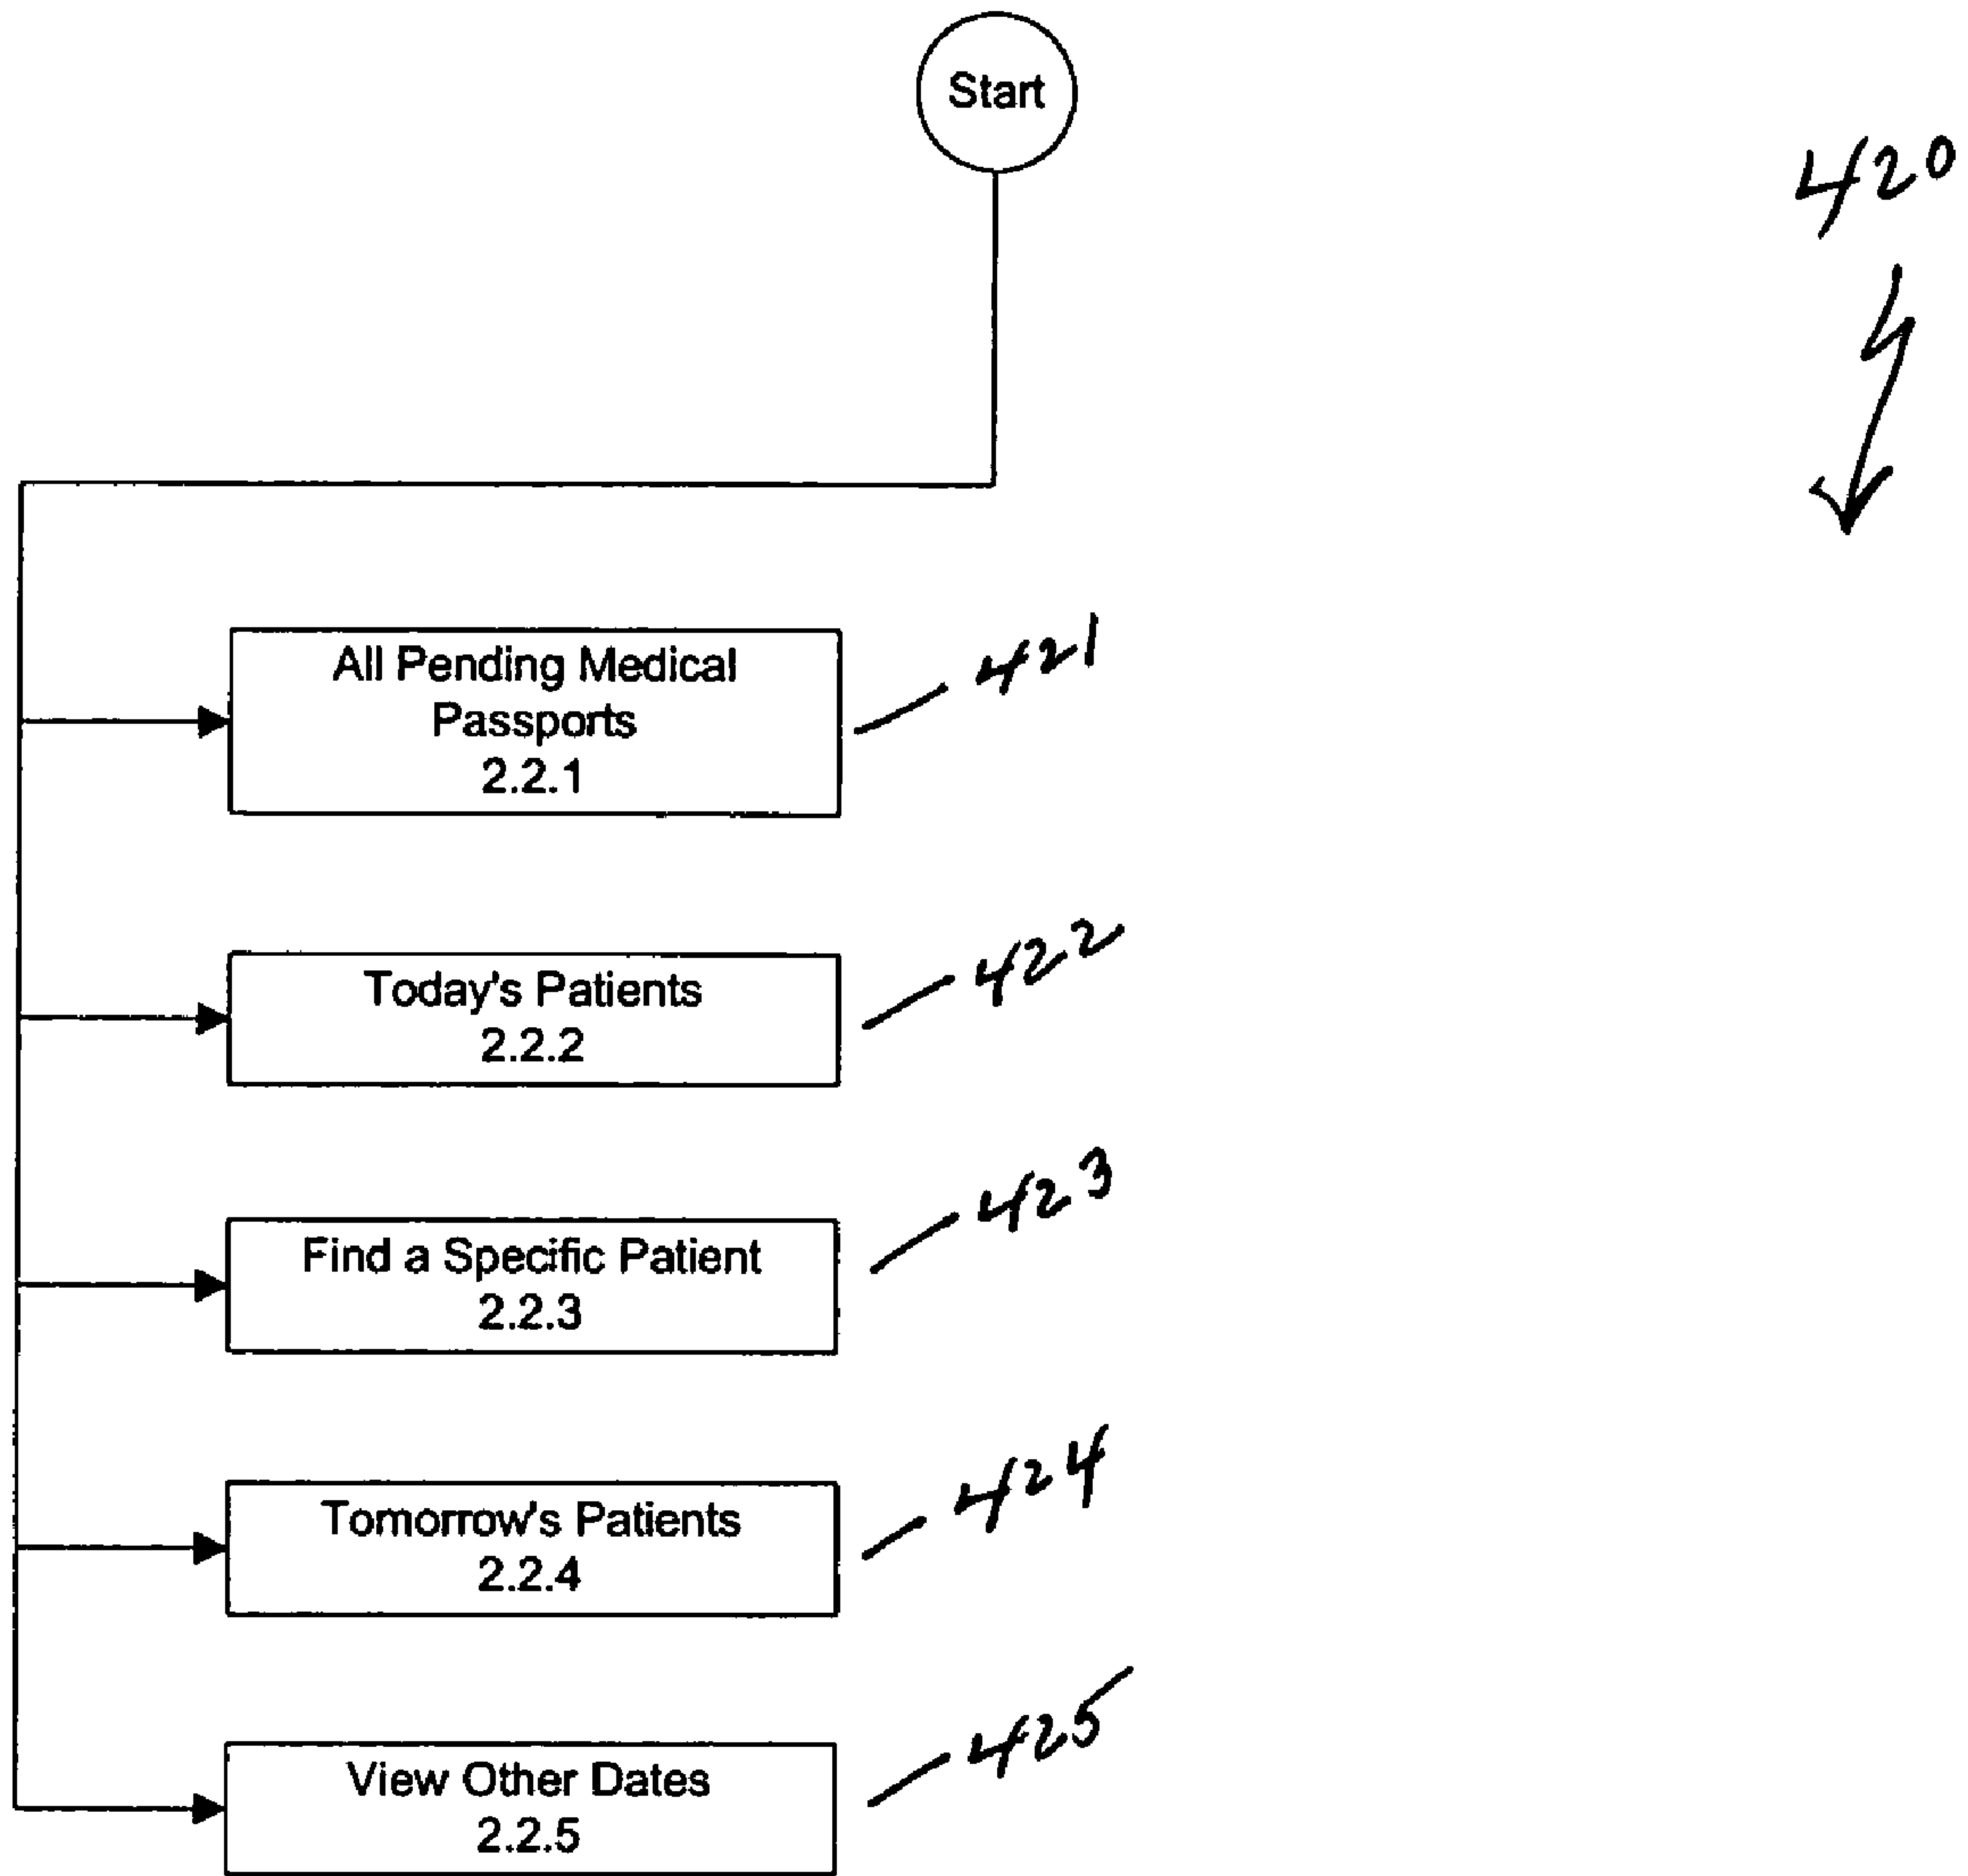 Start
420
All Pending Medical
Passports
2.2.1
421
Today's Patients
2.2.2
422
Find a Specific Patient
2.2.3
423
Tomorrow's Patients
2.2.4
424
View Other Dates
2.2.5
425